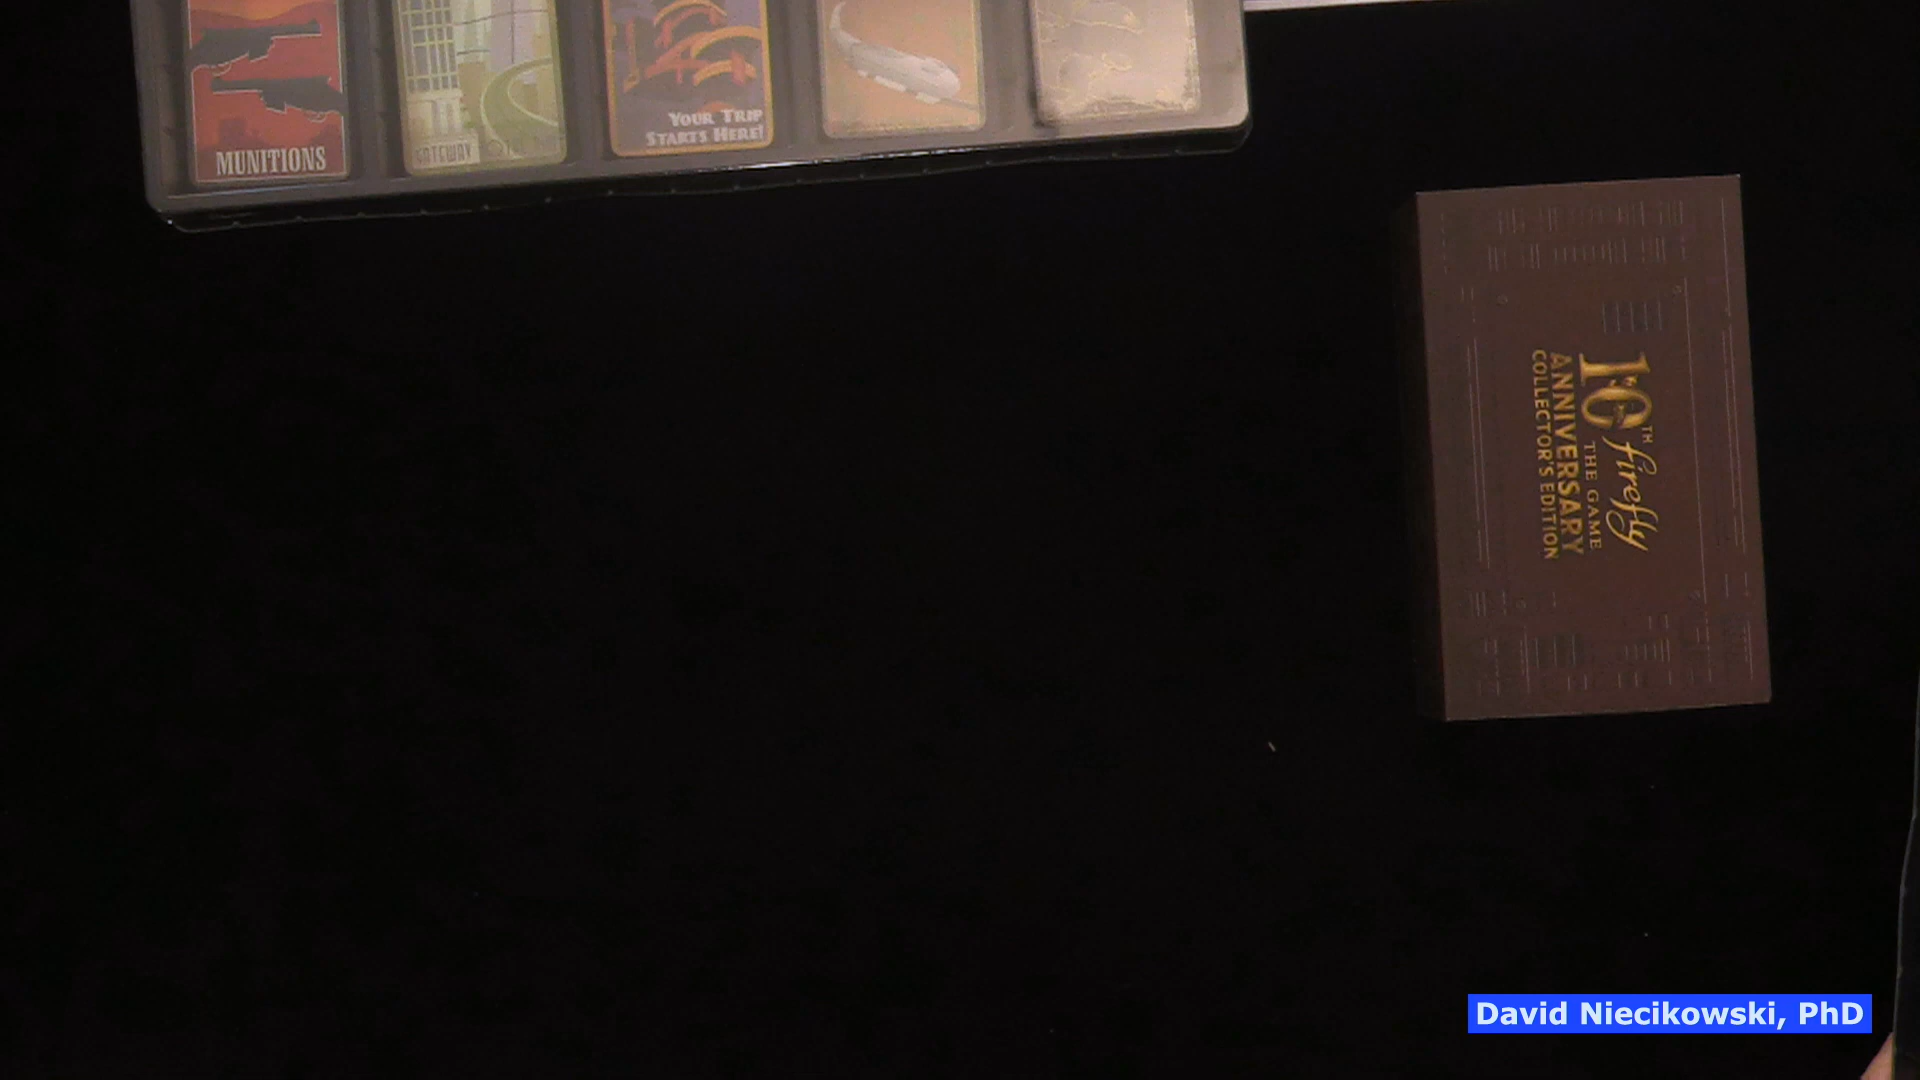 MUNITIONS
GATEWAY
YOUR TRIP
STARTS HERE!
firefly
THE GAME
10TH
ANNIVERSARY
COLLECTOR'S EDITION
David Niecikowski, PhD